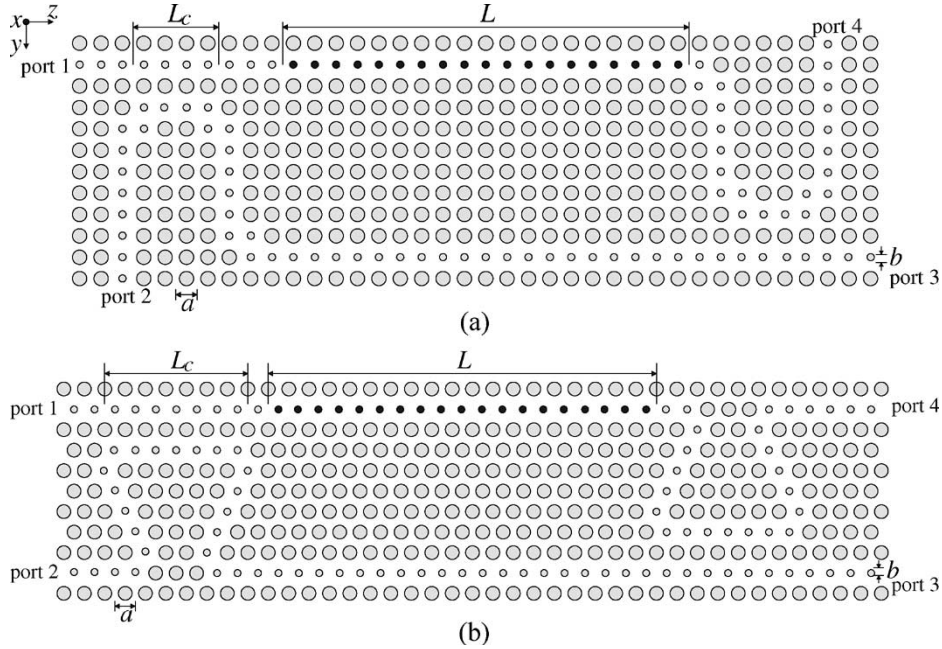 x z L_c L port 4
y
port 1
b
port 2 a port 3
(a)
L_c L
port 1 port 4
port 2 b
port 3
a
(b)